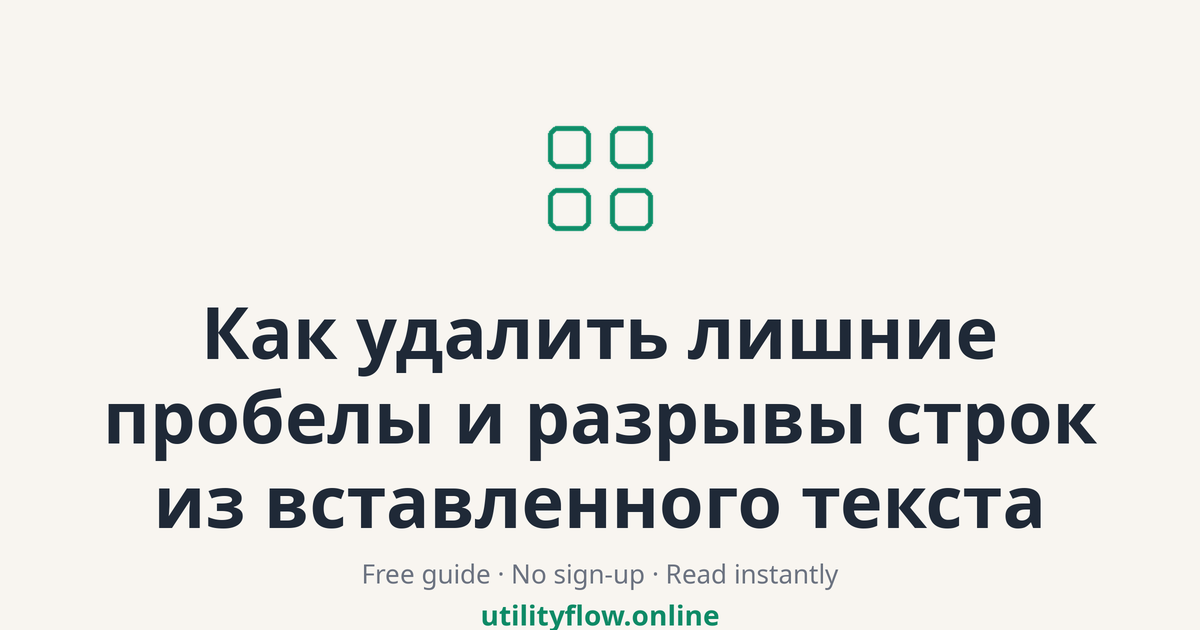 Как удалить лишние
пробелы и разрывы строк
из вставленного текста
Free guide · No sign-up · Read instantly
utilityflow.online